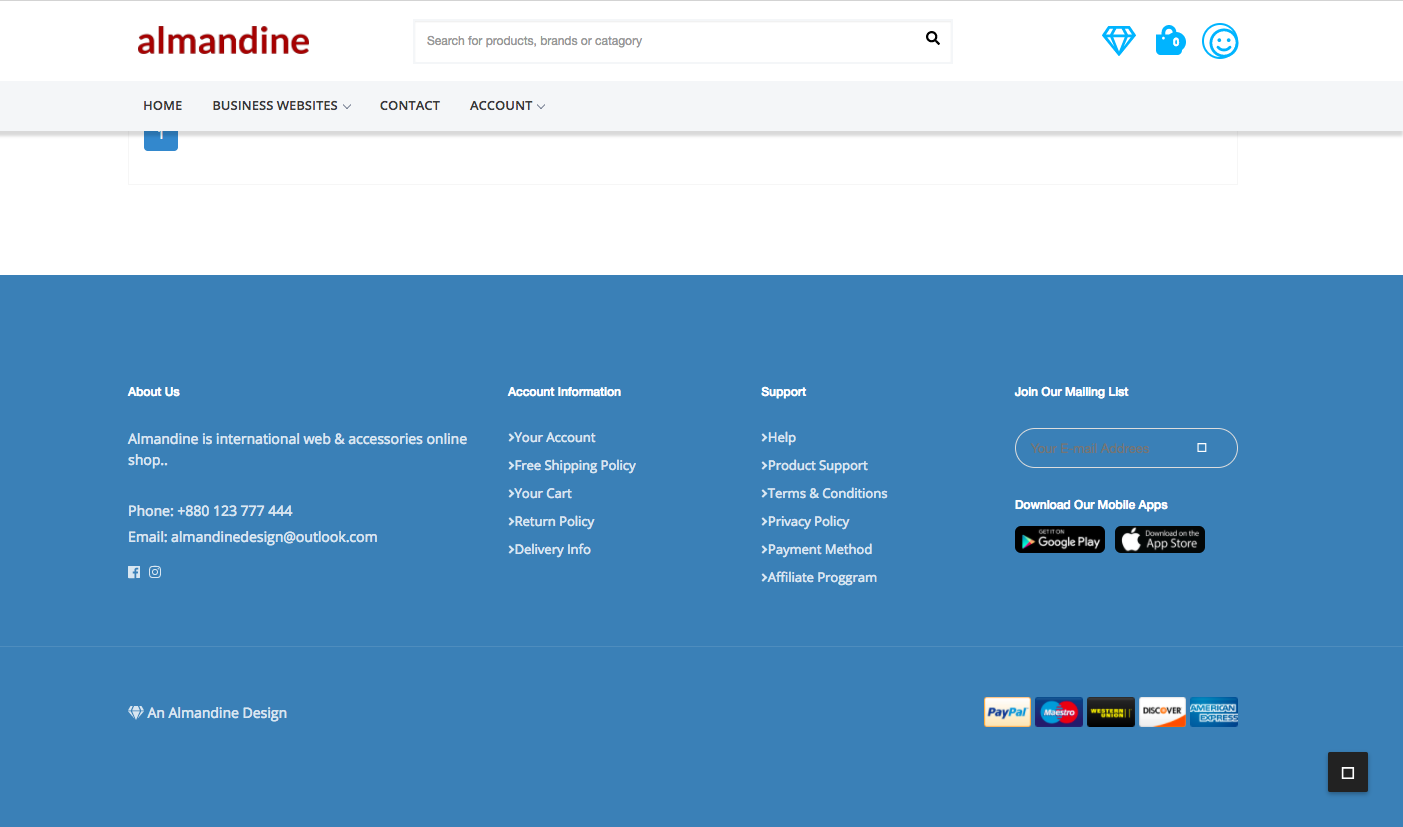 almandine
Search for products, brands or catagory
0
HOME
BUSINESS WEBSITES
CONTACT
ACCOUNT
1
About Us
Almandine is international web & accessories online
shop..
Phone: +880 123 777 444
Email: almandinedesign@outlook.com
Account Information
Your Account
Free Shipping Policy
Your Cart
Return Policy
Delivery Info
Support
Help
Product Support
Terms & Conditions
Privacy Policy
Payment Method
Affiliate Proggram
Join Our Mailing List
Your E-mail Address
Download Our Mobile Apps
GET IT ON
Google Play
Download on the
App Store
An Almandine Design
PayPal
Maestro
WESTERN
UNION
DISCOVER
AMERICAN
EXPRESS